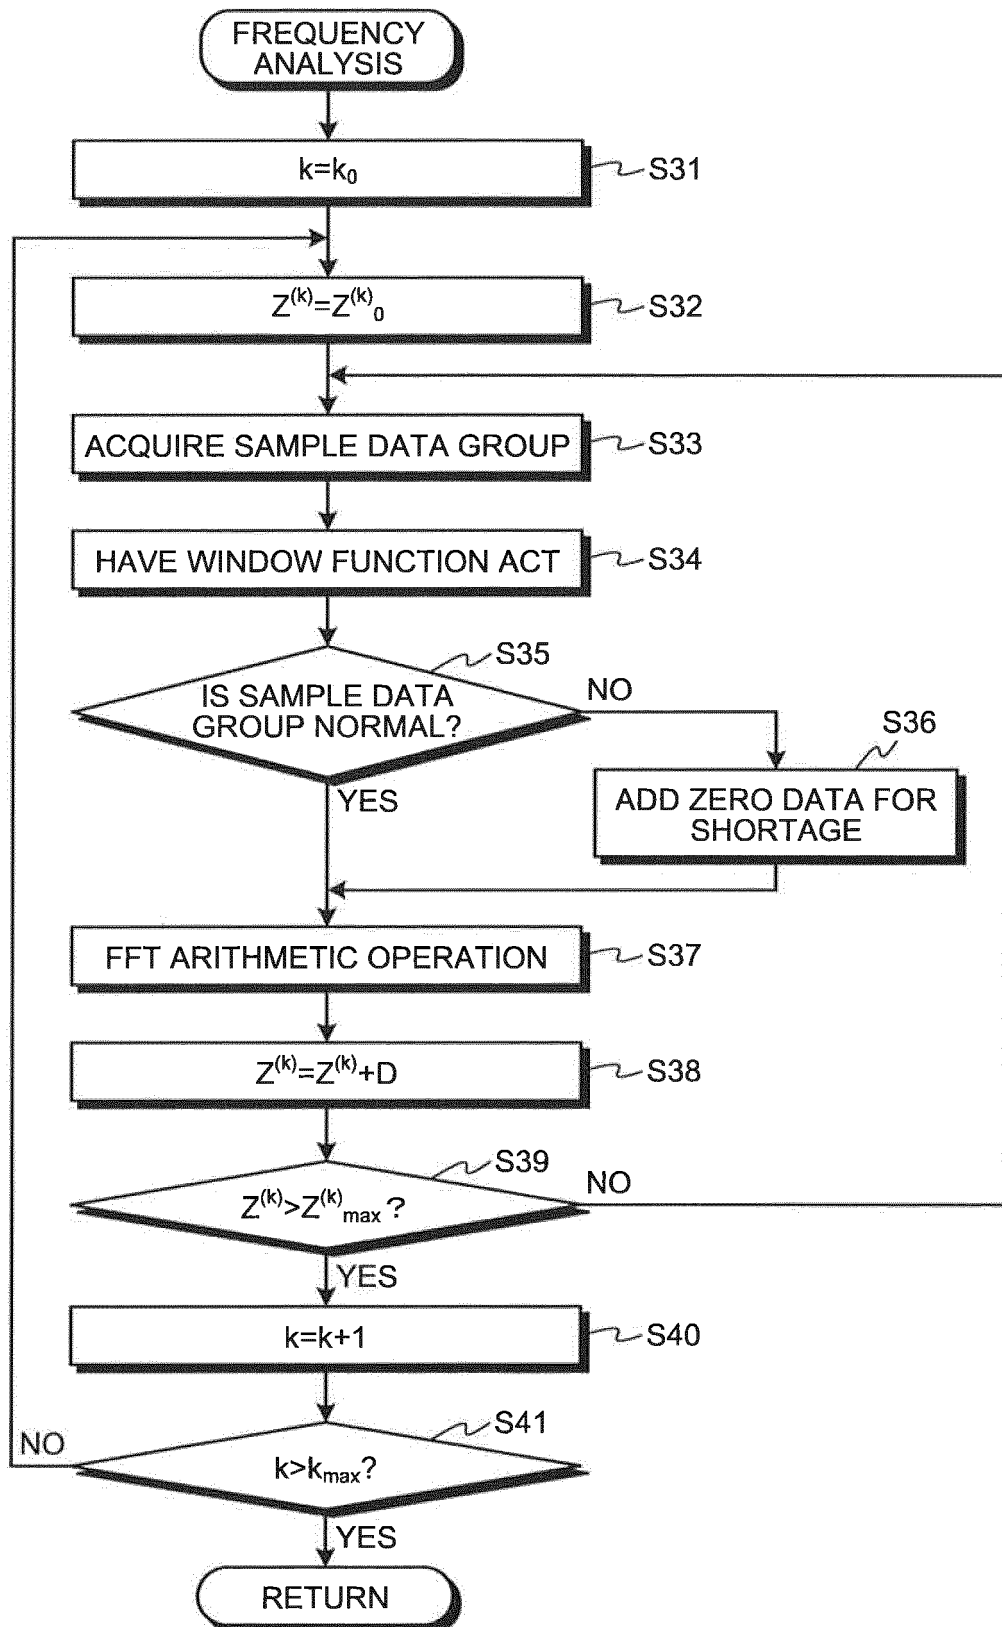 FREQUENCY
ANALYSIS
k=k₀
S31
Z⁽ᵏ⁾=Z⁽ᵏ⁾₀
S32
ACQUIRE SAMPLE DATA GROUP
S33
HAVE WINDOW FUNCTION ACT
S34
S35
IS SAMPLE DATA
GROUP NORMAL?
NO
YES
S36
ADD ZERO DATA FOR
SHORTAGE
FFT ARITHMETIC OPERATION
S37
Z⁽ᵏ⁾=Z⁽ᵏ⁾+D
S38
S39
Z⁽ᵏ⁾>Z⁽ᵏ⁾ₘₐₓ?
NO
YES
k=k+1
S40
S41
NO
k>kₘₐₓ?
YES
RETURN